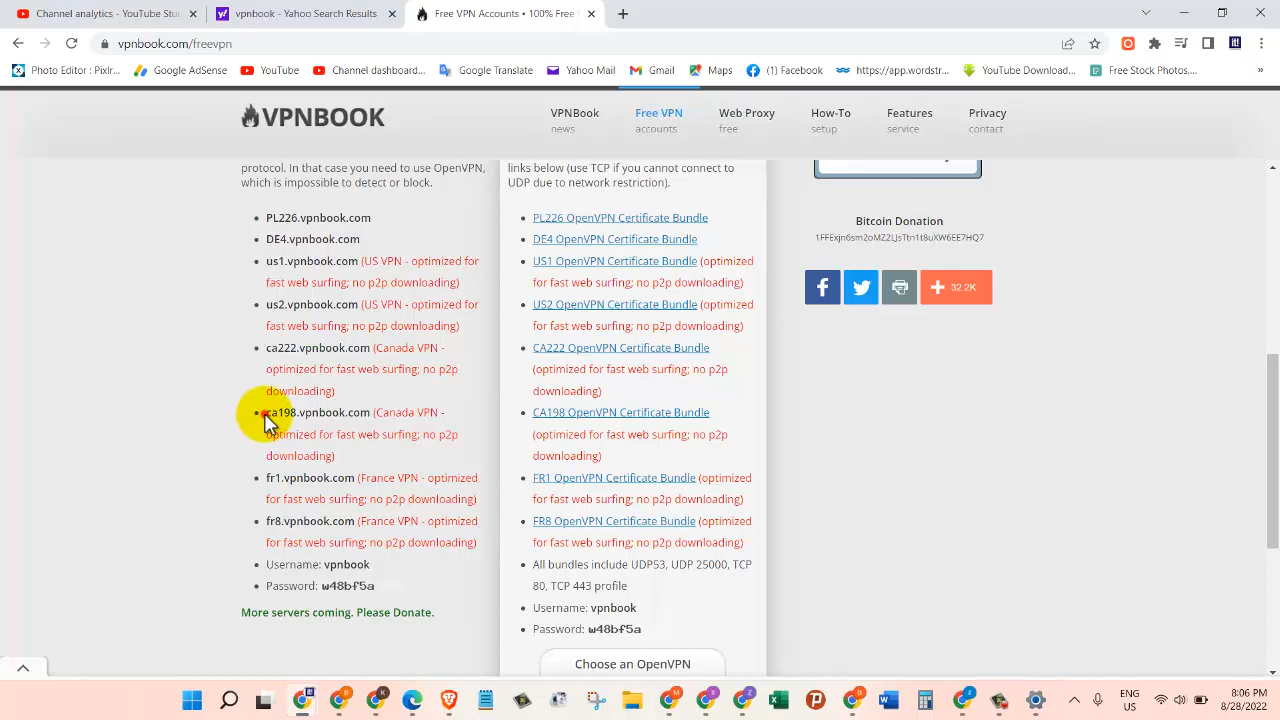 Channel analytics - YouTube Stu
vpnbook - Yahoo Search Results
Free VPN Accounts • 100% Free
vpnbook.com/freevpn
Photo Editor : Pixlr...
Google AdSense
YouTube
Channel dashboard...
Google Translate
Yahoo Mail
Gmail
Maps
(1) Facebook
https://app.wordstr...
YouTube Download...
Free Stock Photos....
VPNBOOK
VPNBook
news
Free VPN
accounts
Web Proxy
free
How-To
setup
Features
service
Privacy
contact
protocol. In that case you need to use OpenVPN,
which is impossible to detect or block.
PL226.vpnbook.com
DE4.vpnbook.com
us1.vpnbook.com (US VPN - optimized for
fast web surfing; no p2p downloading)
us2.vpnbook.com (US VPN - optimized for
fast web surfing; no p2p downloading)
ca222.vpnbook.com (Canada VPN -
optimized for fast web surfing; no p2p
downloading)
ca198.vpnbook.com (Canada VPN -
optimized for fast web surfing; no p2p
downloading)
fr1.vpnbook.com (France VPN - optimized
for fast web surfing; no p2p downloading)
fr8.vpnbook.com (France VPN - optimized
for fast web surfing; no p2p downloading)
Username: vpnbook
Password: w48bf5a
More servers coming. Please Donate.
links below (use TCP if you cannot connect to
UDP due to network restriction).
PL226 OpenVPN Certificate Bundle
DE4 OpenVPN Certificate Bundle
US1 OpenVPN Certificate Bundle (optimized
for fast web surfing; no p2p downloading)
US2 OpenVPN Certificate Bundle (optimized
for fast web surfing; no p2p downloading)
CA222 OpenVPN Certificate Bundle
(optimized for fast web surfing; no p2p
downloading)
CA198 OpenVPN Certificate Bundle
(optimized for fast web surfing; no p2p
downloading)
FR1 OpenVPN Certificate Bundle (optimized
for fast web surfing; no p2p downloading)
FR8 OpenVPN Certificate Bundle (optimized
for fast web surfing; no p2p downloading)
All bundles include UDP53, UDP 25000, TCP
80, TCP 443 profile
Username: vpnbook
Password: w48bf5a
Choose an OpenVPN
Bitcoin Donation
32.2K
ENG
US
8:06 PM
8/28/2022